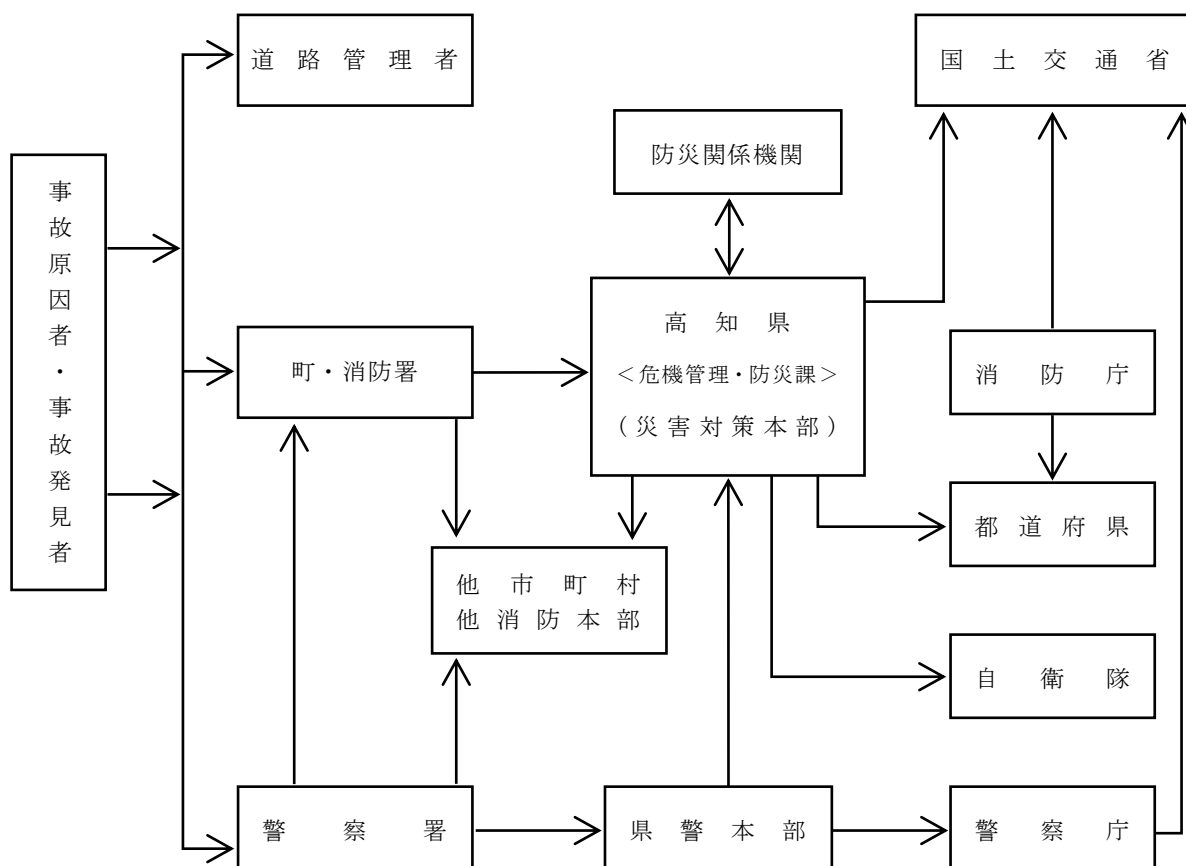 道路管理者
国土交通省
防災関係機関
事故原因者・事故発見者
高知県
<危機管理・防災課>
(災害対策本部)
町・消防署
消防庁
都道府県
他市町村
他消防本部
自衛隊
警察署
県警本部
警察庁